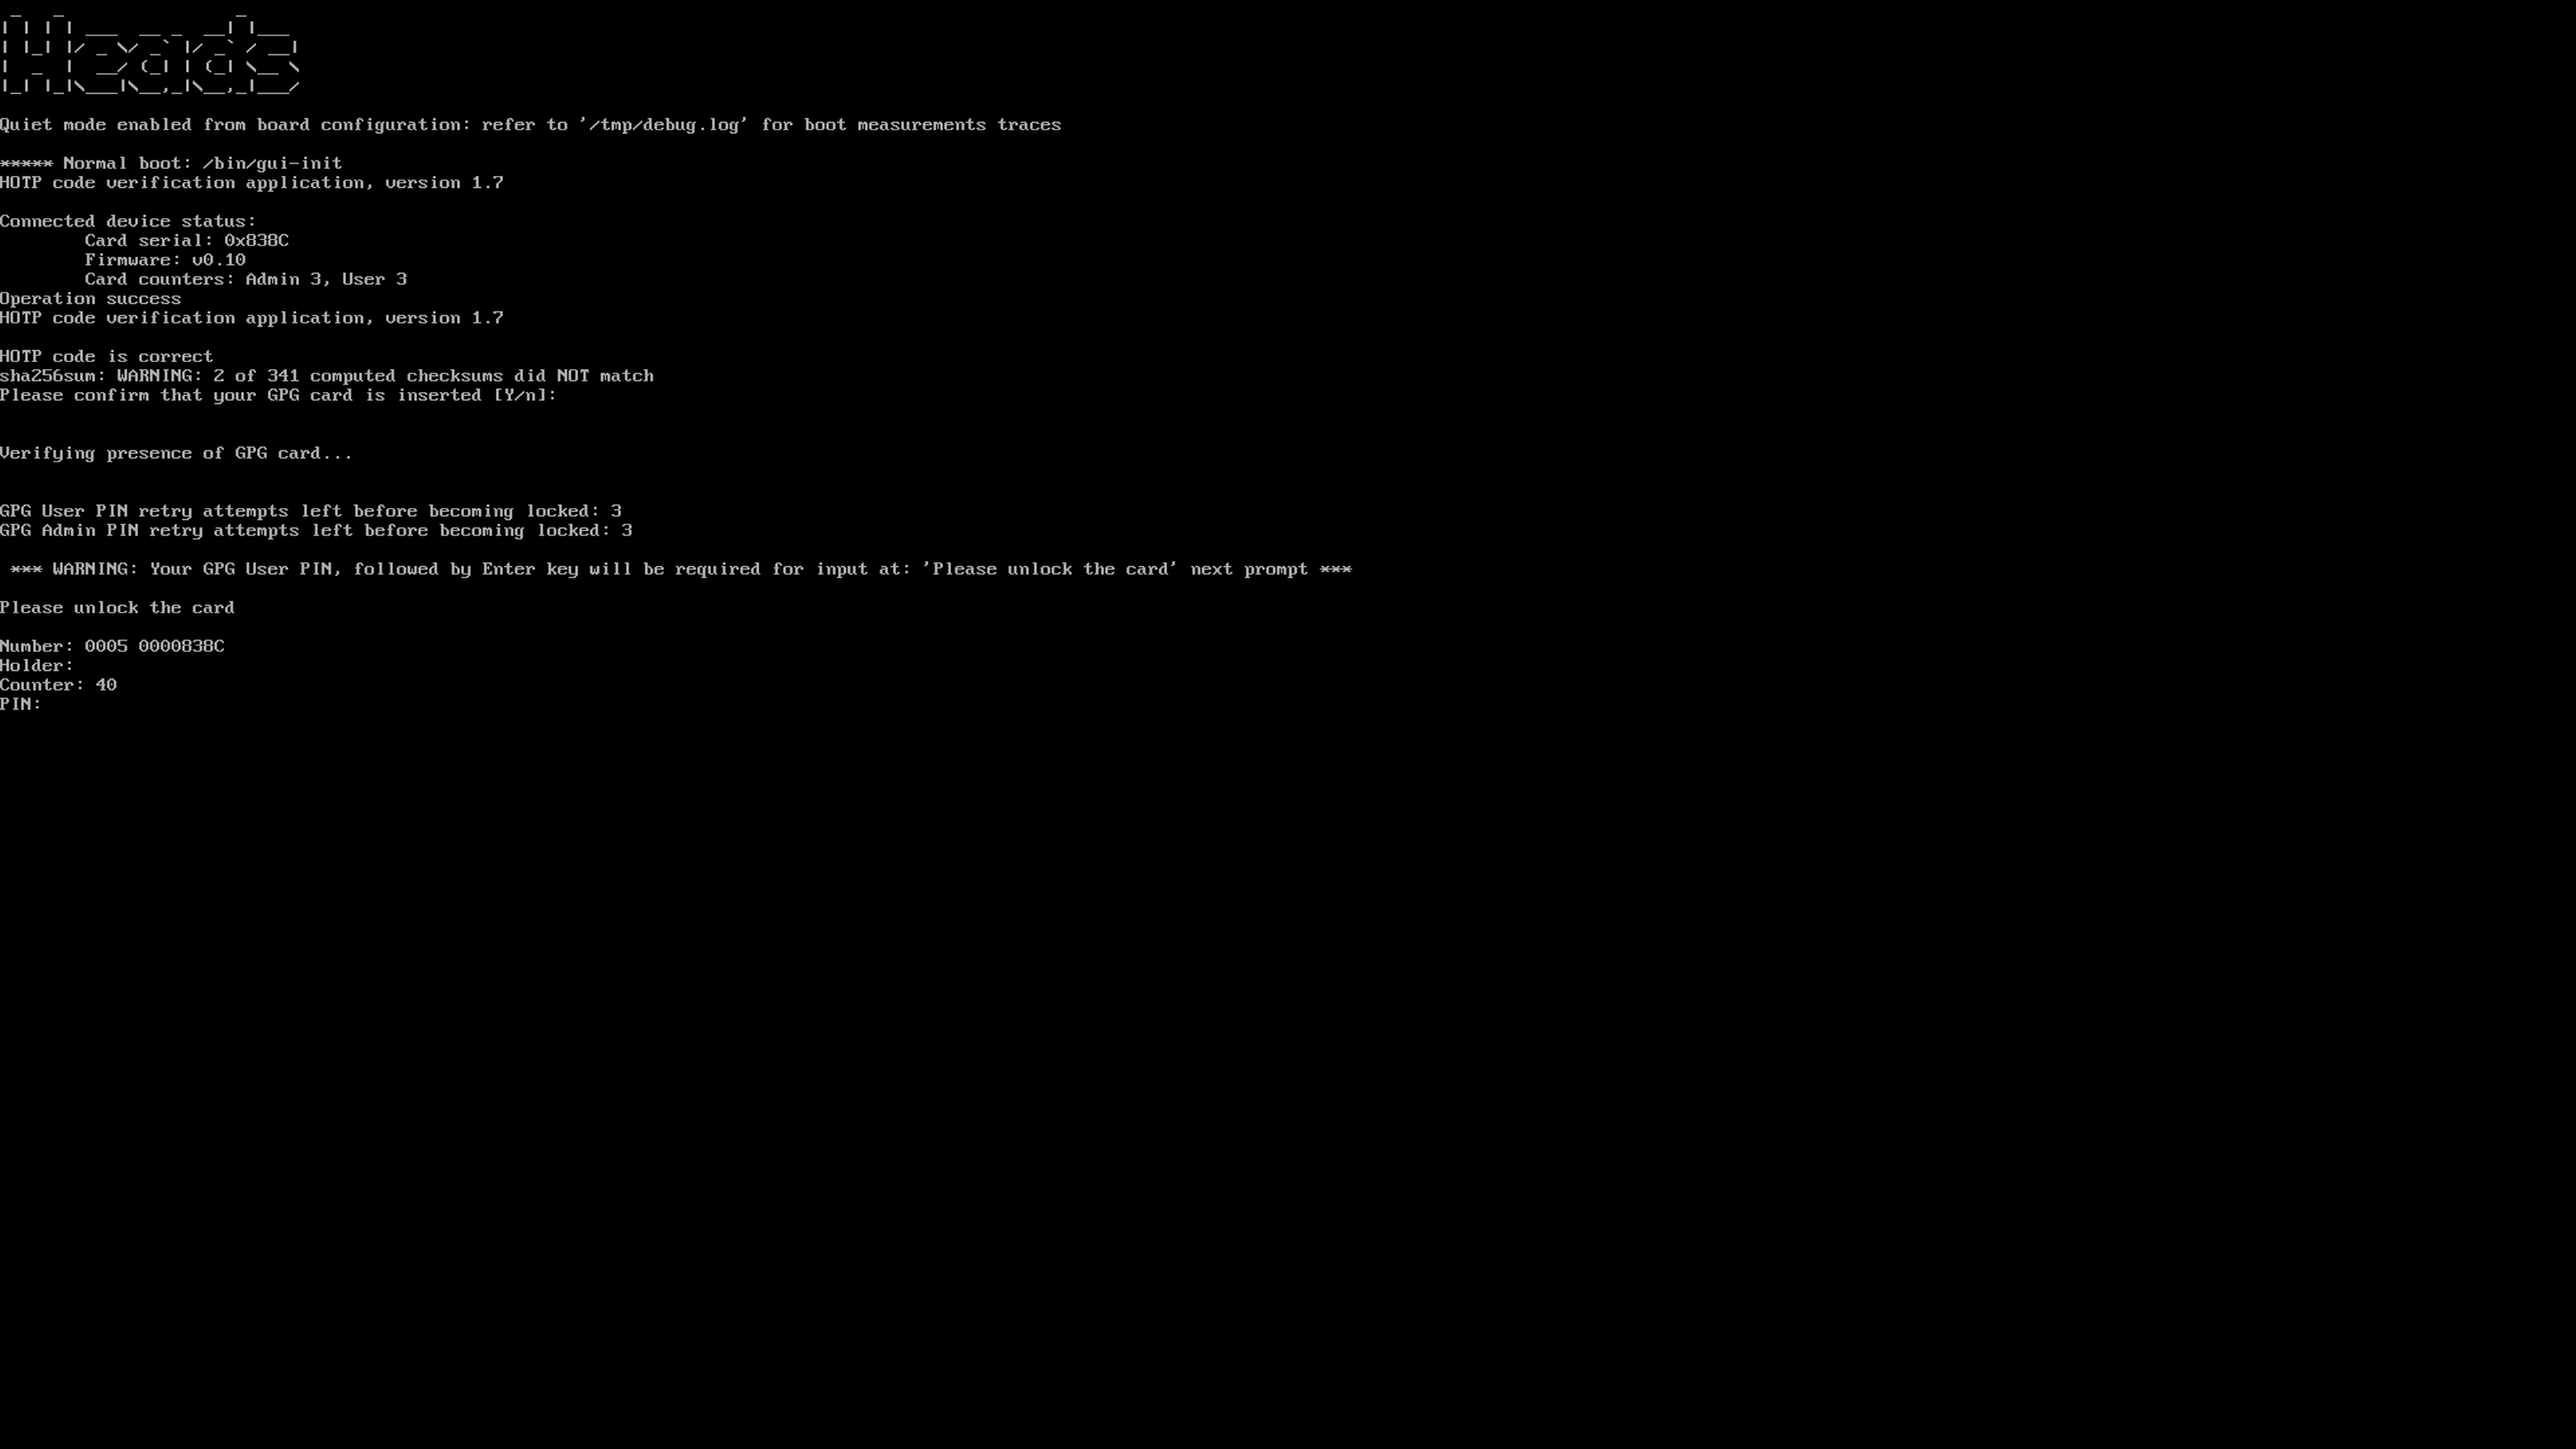 Heads
Quiet mode enabled from board configuration: refer to '/tmp/debug.log' for boot measurements traces
***** Normal boot: /bin/gui-init
HOTP code verification application, version 1.7
Connected device status:
Card serial: 0x838C
Firmware: v0.10
Card counters: Admin 3, User 3
Operation success
HOTP code verification application, version 1.7
HOTP code is correct
sha256sum: WARNING: 2 of 341 computed checksums did NOT match
Please confirm that your GPG card is inserted [Y/n]:
Verifying presence of GPG card...
GPG User PIN retry attempts left before becoming locked: 3
GPG Admin PIN retry attempts left before becoming locked: 3
*** WARNING: Your GPG User PIN, followed by Enter key will be required for input at: 'Please unlock the card' next prompt ***
Please unlock the card
Number: 0005 0000838C
Holder:
Counter: 40
PIN: